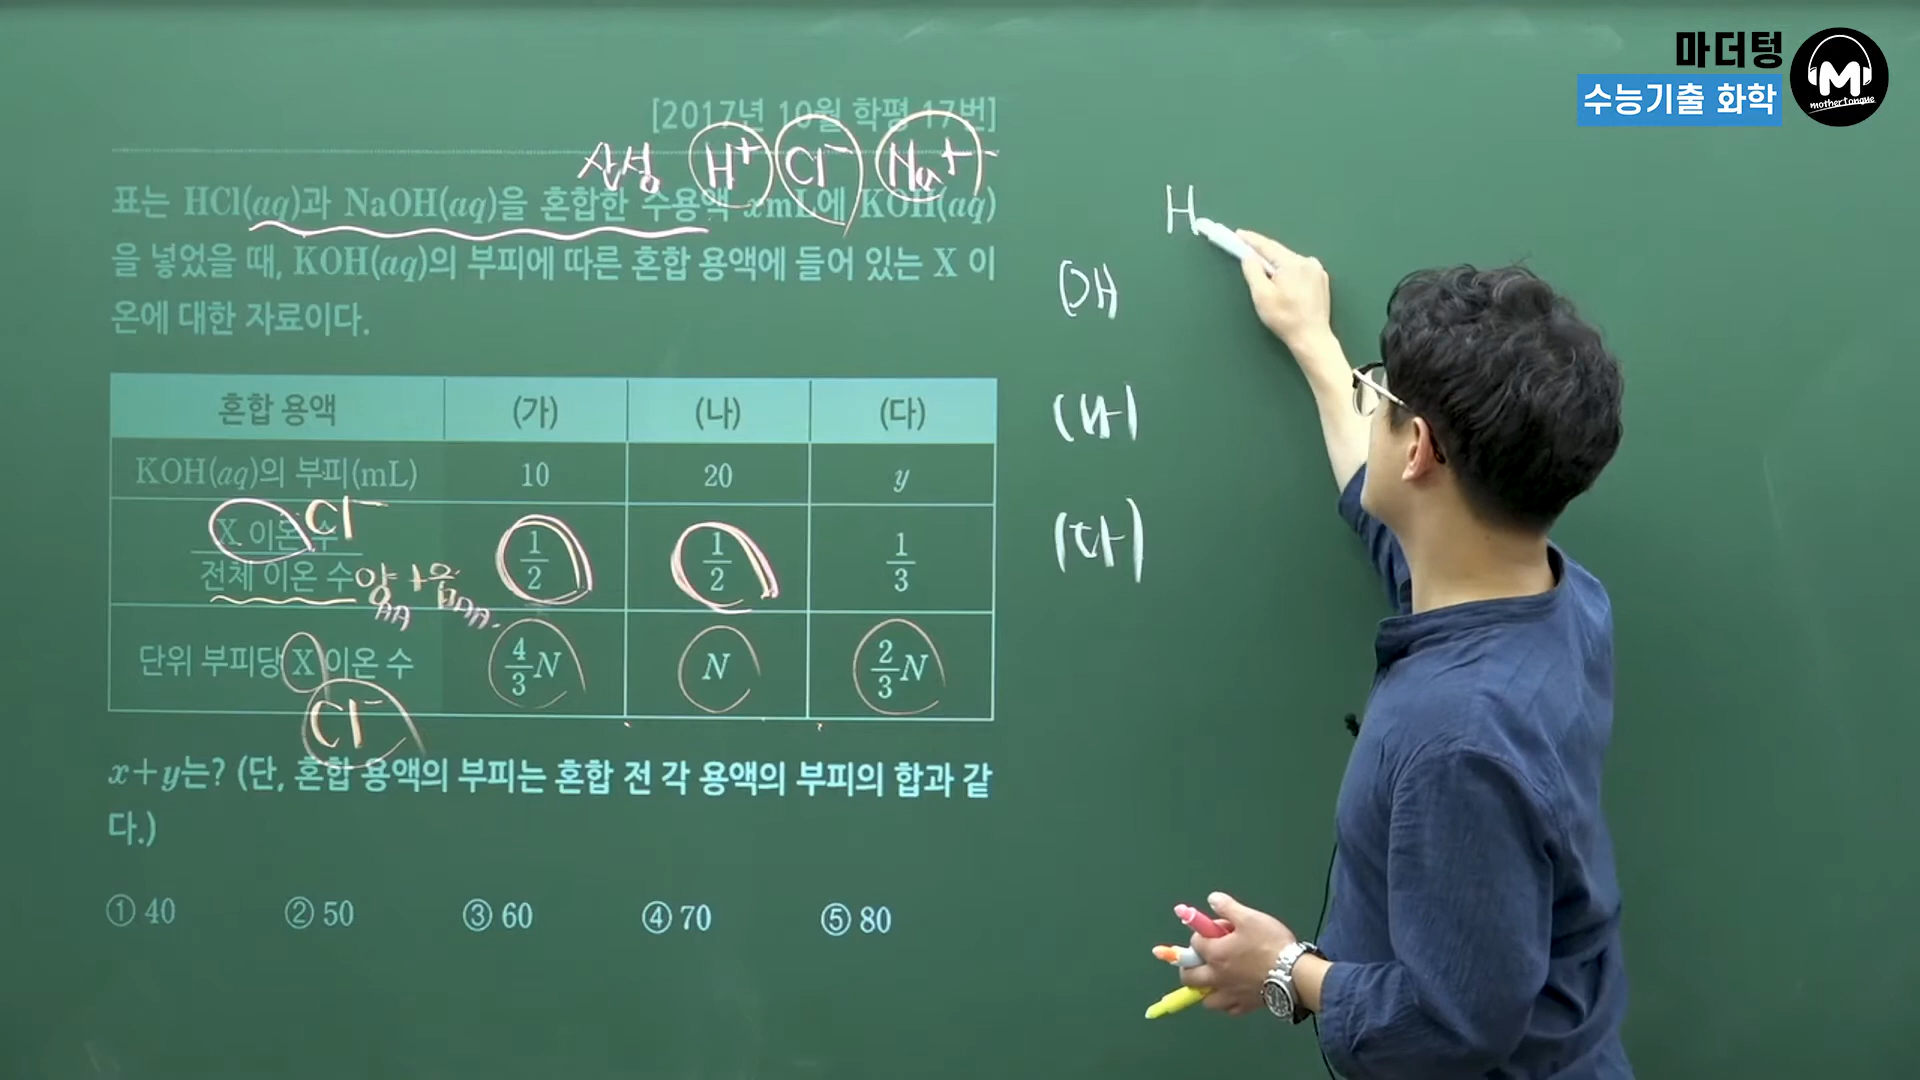 마더텅
수능기출 화학
mothertongue
[2017년 10월 학평 17번]
산성 H⁺ Cl⁻ Na⁺
표는 HCl(aq)과 NaOH(aq)을 혼합한 수용액 x mL에 KOH(aq)
을 넣었을 때, KOH(aq)의 부피에 따른 혼합 용액에 들어 있는 X 이
온에 대한 자료이다.
혼합 용액 (가) (나) (다)
KOH(aq)의 부피(mL) 10 20 y
X 이온 수/전체 이온 수 1/2 1/2 1/3
Cl⁻
양+음
단위 부피당 X 이온 수 4/3N N 2/3N
Cl⁻
x+y는? (단, 혼합 용액의 부피는 혼합 전 각 용액의 부피의 합과 같
다.)
① 40 ② 50 ③ 60 ④ 70 ⑤ 80
H
(나)
(다)